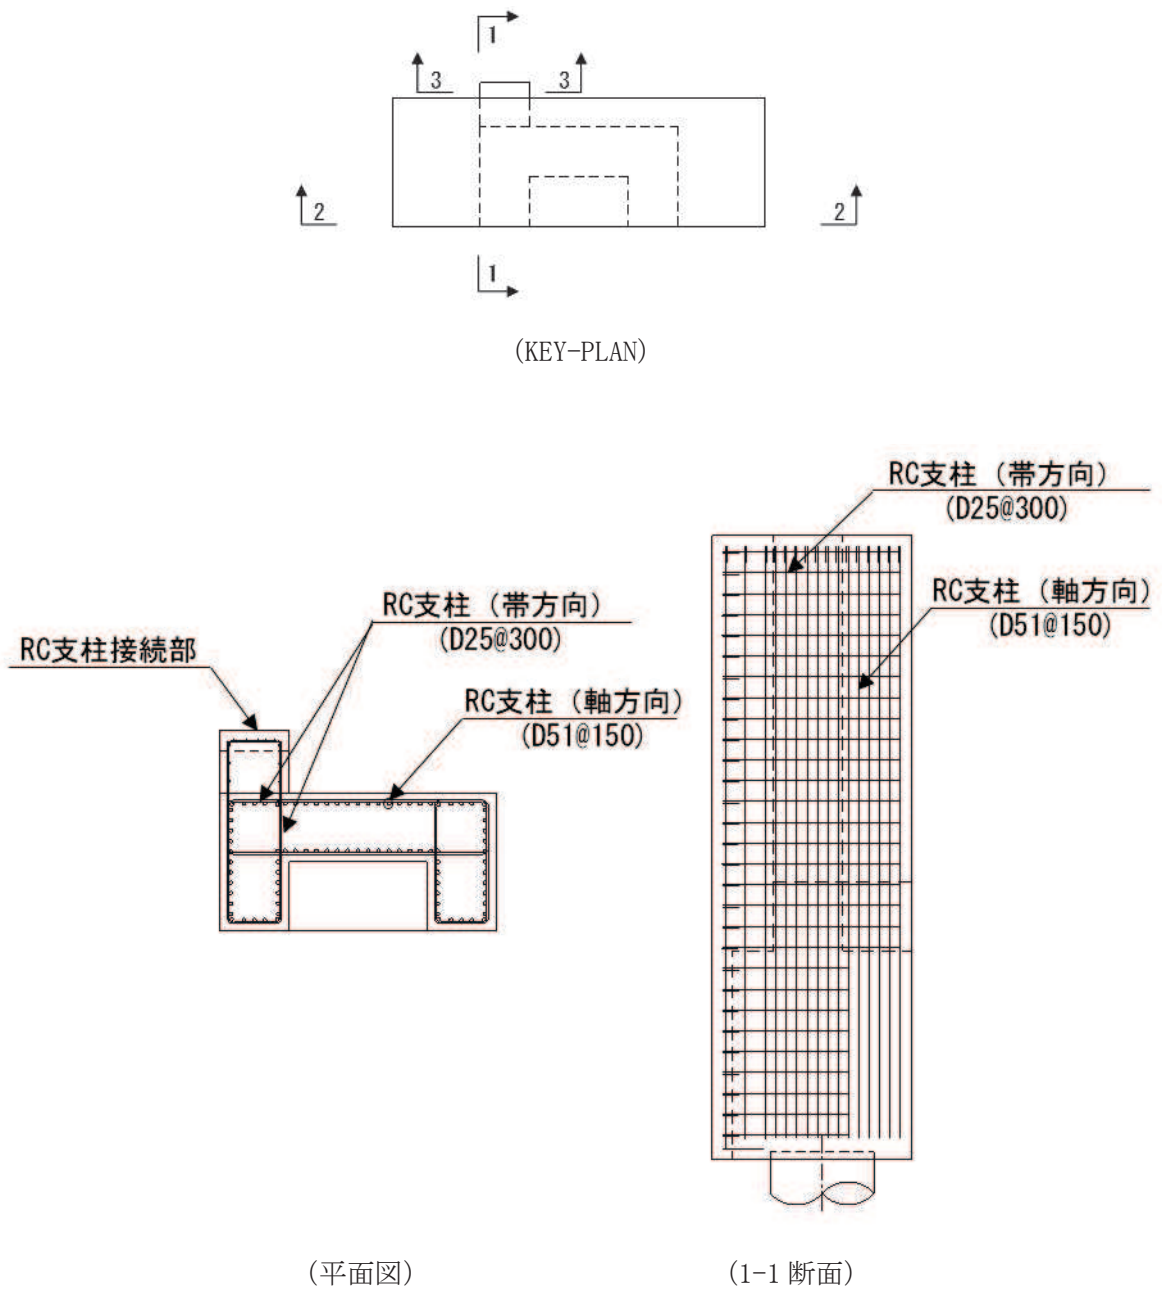 1
3
3
2
2
1
(KEY-PLAN)
RC支柱（帯方向）
(D25@300)
RC支柱（軸方向）
(D51@150)
RC支柱（帯方向）
(D25@300)
RC支柱接続部
RC支柱（軸方向）
(D51@150)
(平面図)
(1-1 断面)